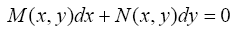 M(x, y)dx + N(x, y)dy = 0